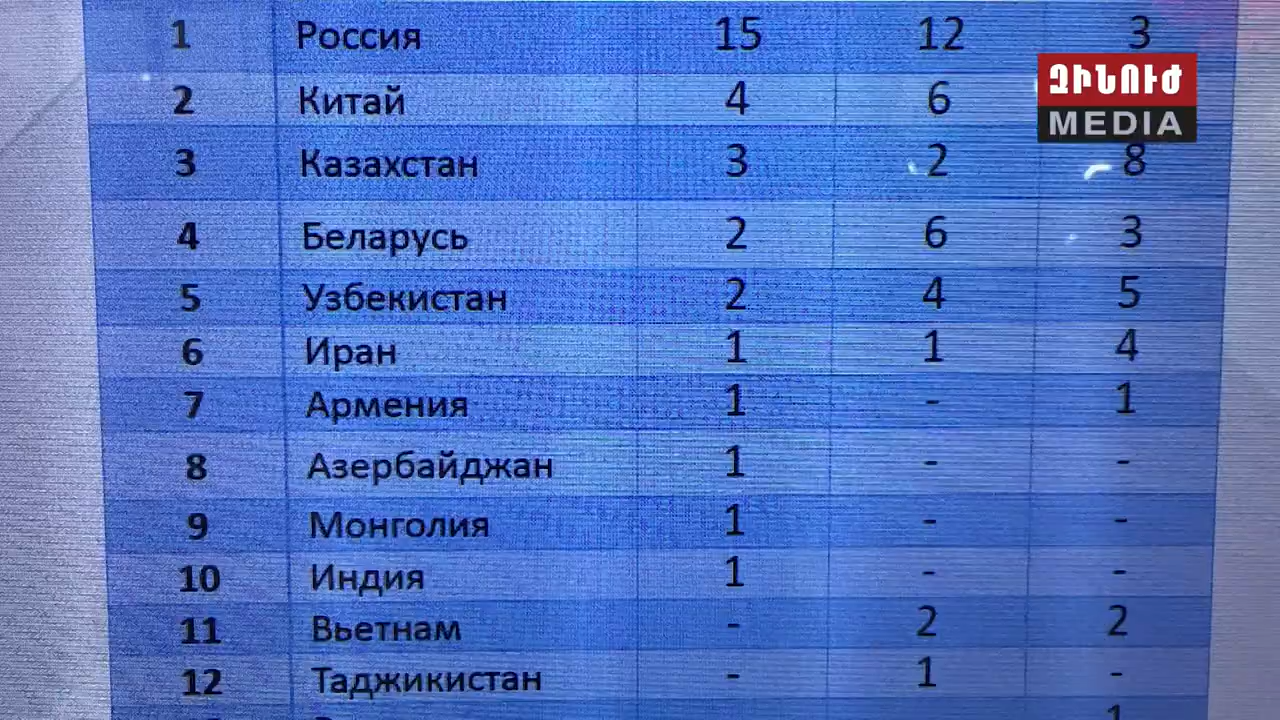 1 Россия 15 12 3
ԶԻՆՈՒԺ
MEDIA
2 Китай 4 6
3 Казахстан 3 2 8
4 Беларусь 2 6 3
5 Узбекистан 2 4 5
6 Иран 1 1 4
7 Армения 1 - 1
8 Азербайджан 1 - -
9 Монголия 1 - -
10 Индия 1 - -
11 Вьетнам - 2 2
12 Таджикистан - 1 -
1